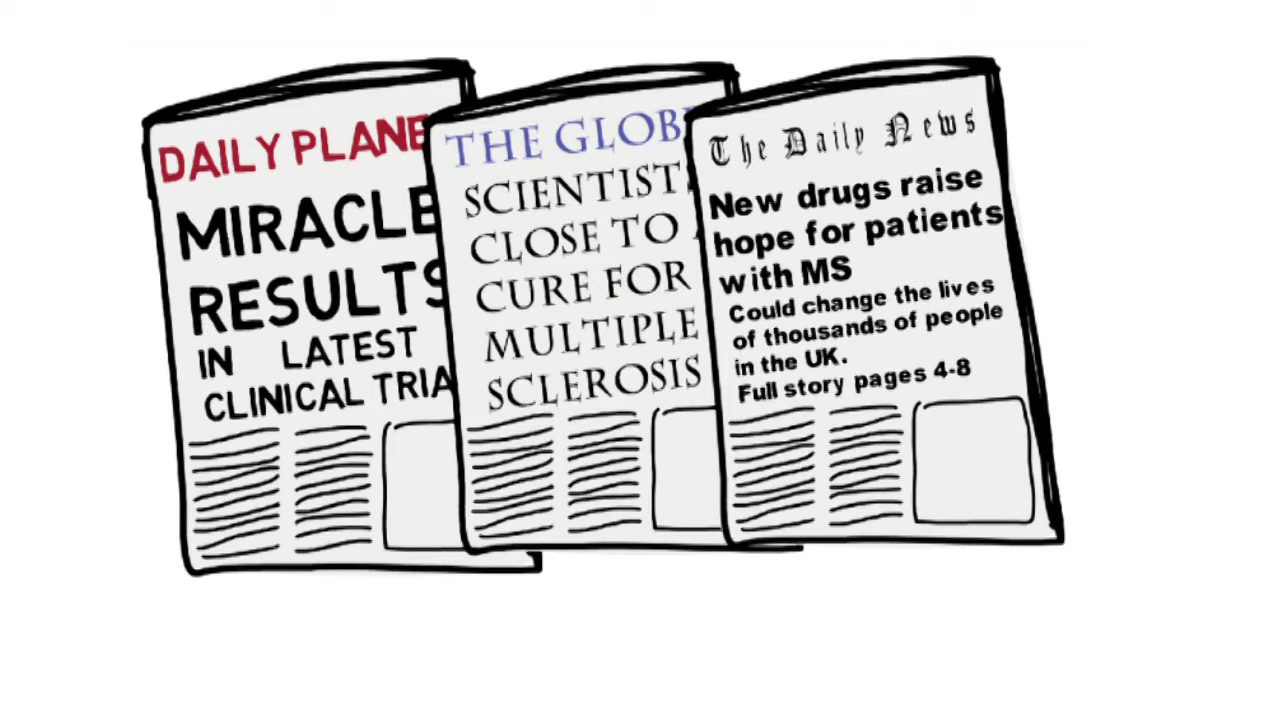 DAILY PLANE
MIRACLE
RESULTS
IN LATEST
CLINICAL TRIA
THE GLOB
SCIENTIST
CLOSE TO
CURE FOR
MULTIPLE
SCLEROSIS
The Daily News
New drugs raise
hope for patients
with MS
Could change the lives
of thousands of people
in the UK.
Full story pages 4-8